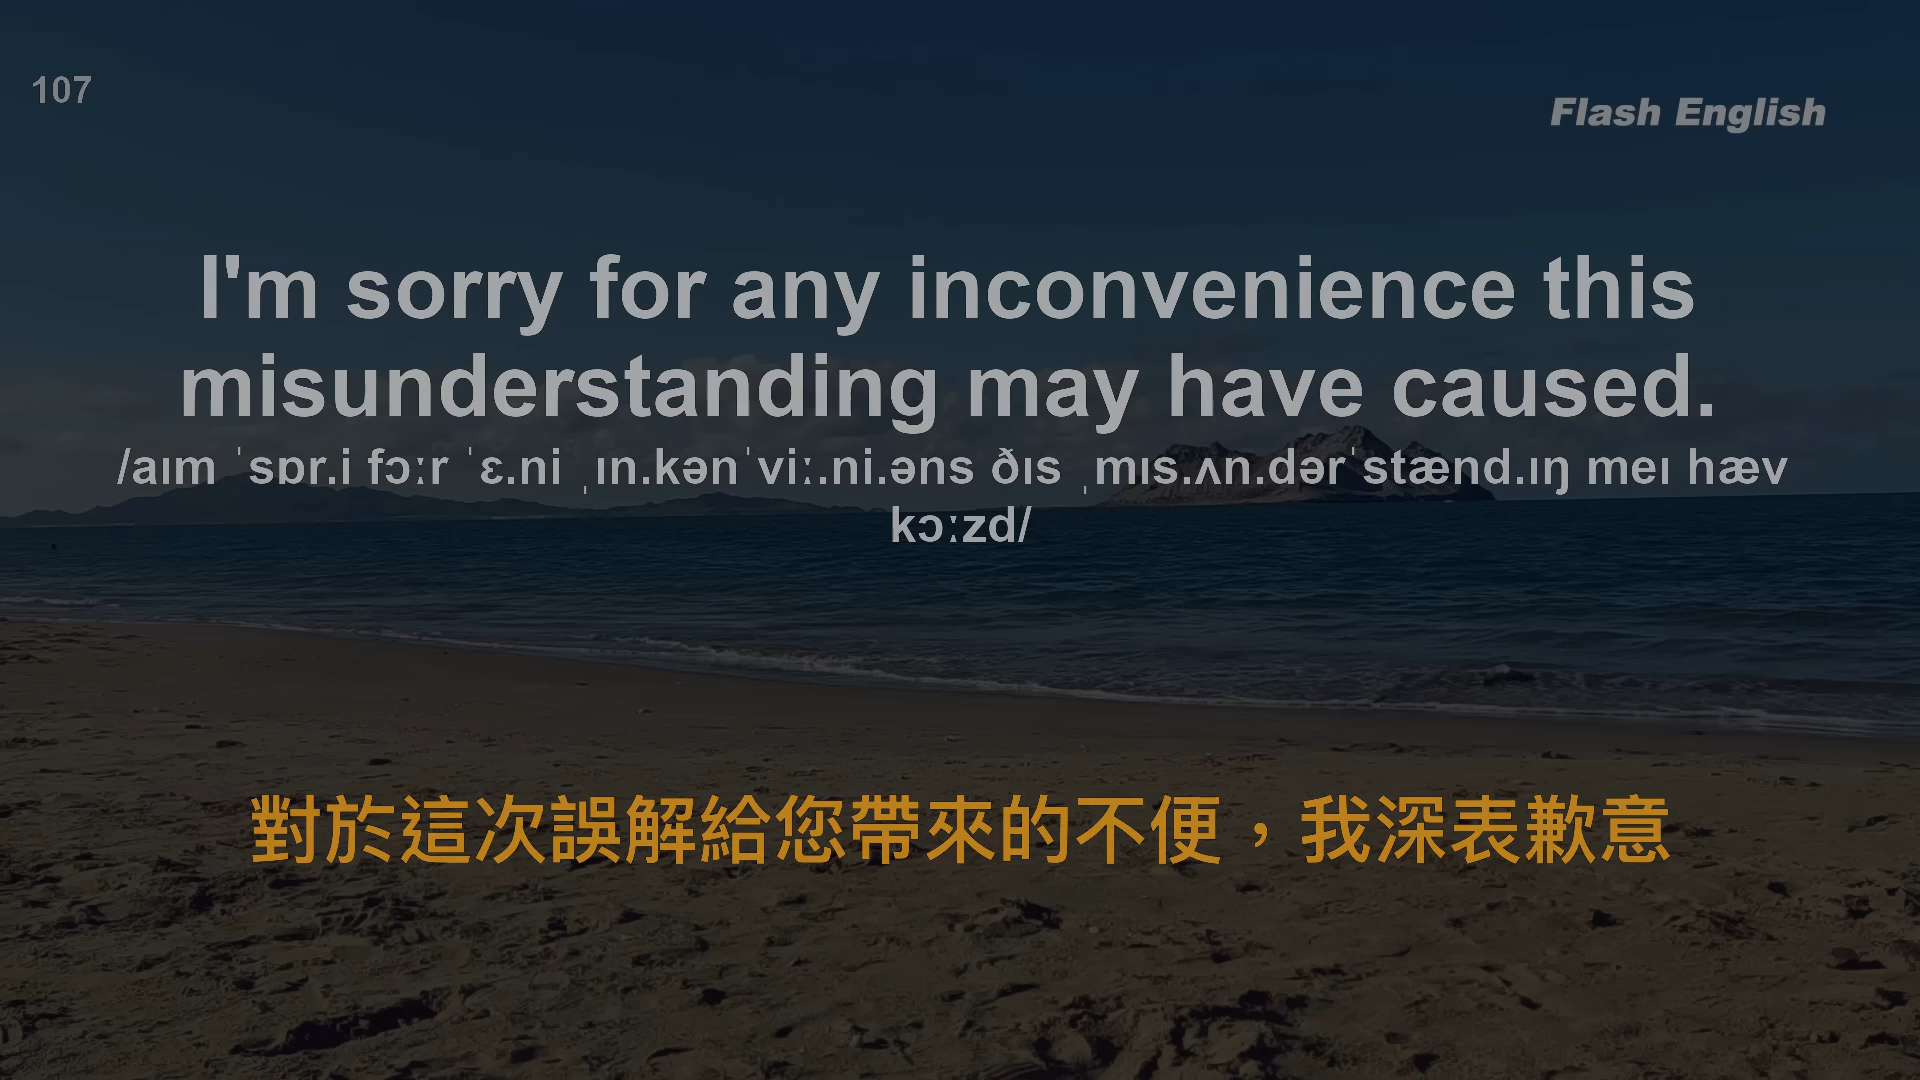 107
Flash English
I'm sorry for any inconvenience this
misunderstanding may have caused.
/aɪm ˈsɒr.i fɔːr ˈɛ.ni ˌɪn.kənˈviː.ni.əns ðɪs ˌmɪs.ʌn.dərˈstænd.ɪŋ meɪ hæv
kɔːzd/
對於這次誤解給您帶來的不便，我深表歉意